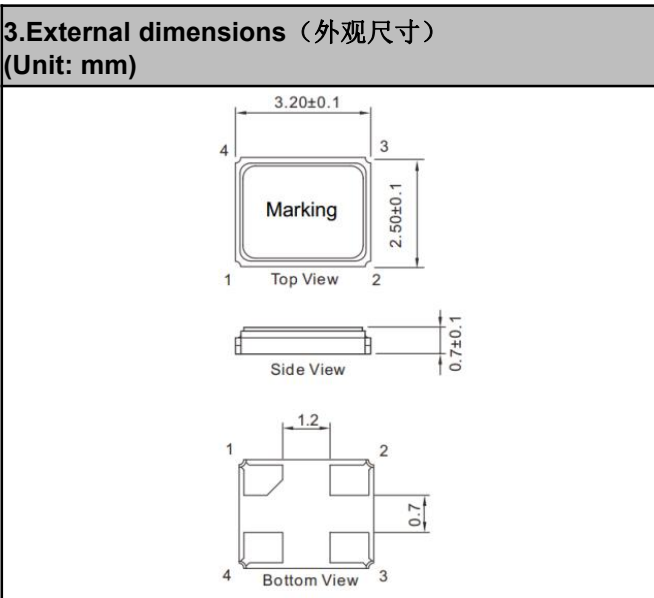 3.External dimensions（外观尺寸）
(Unit: mm)
3.20±0.1
4
3
Marking
2.50±0.1
1
Top View
2
0.7±0.1
Side View
1.2
1
2
0.7
4
Bottom View
3